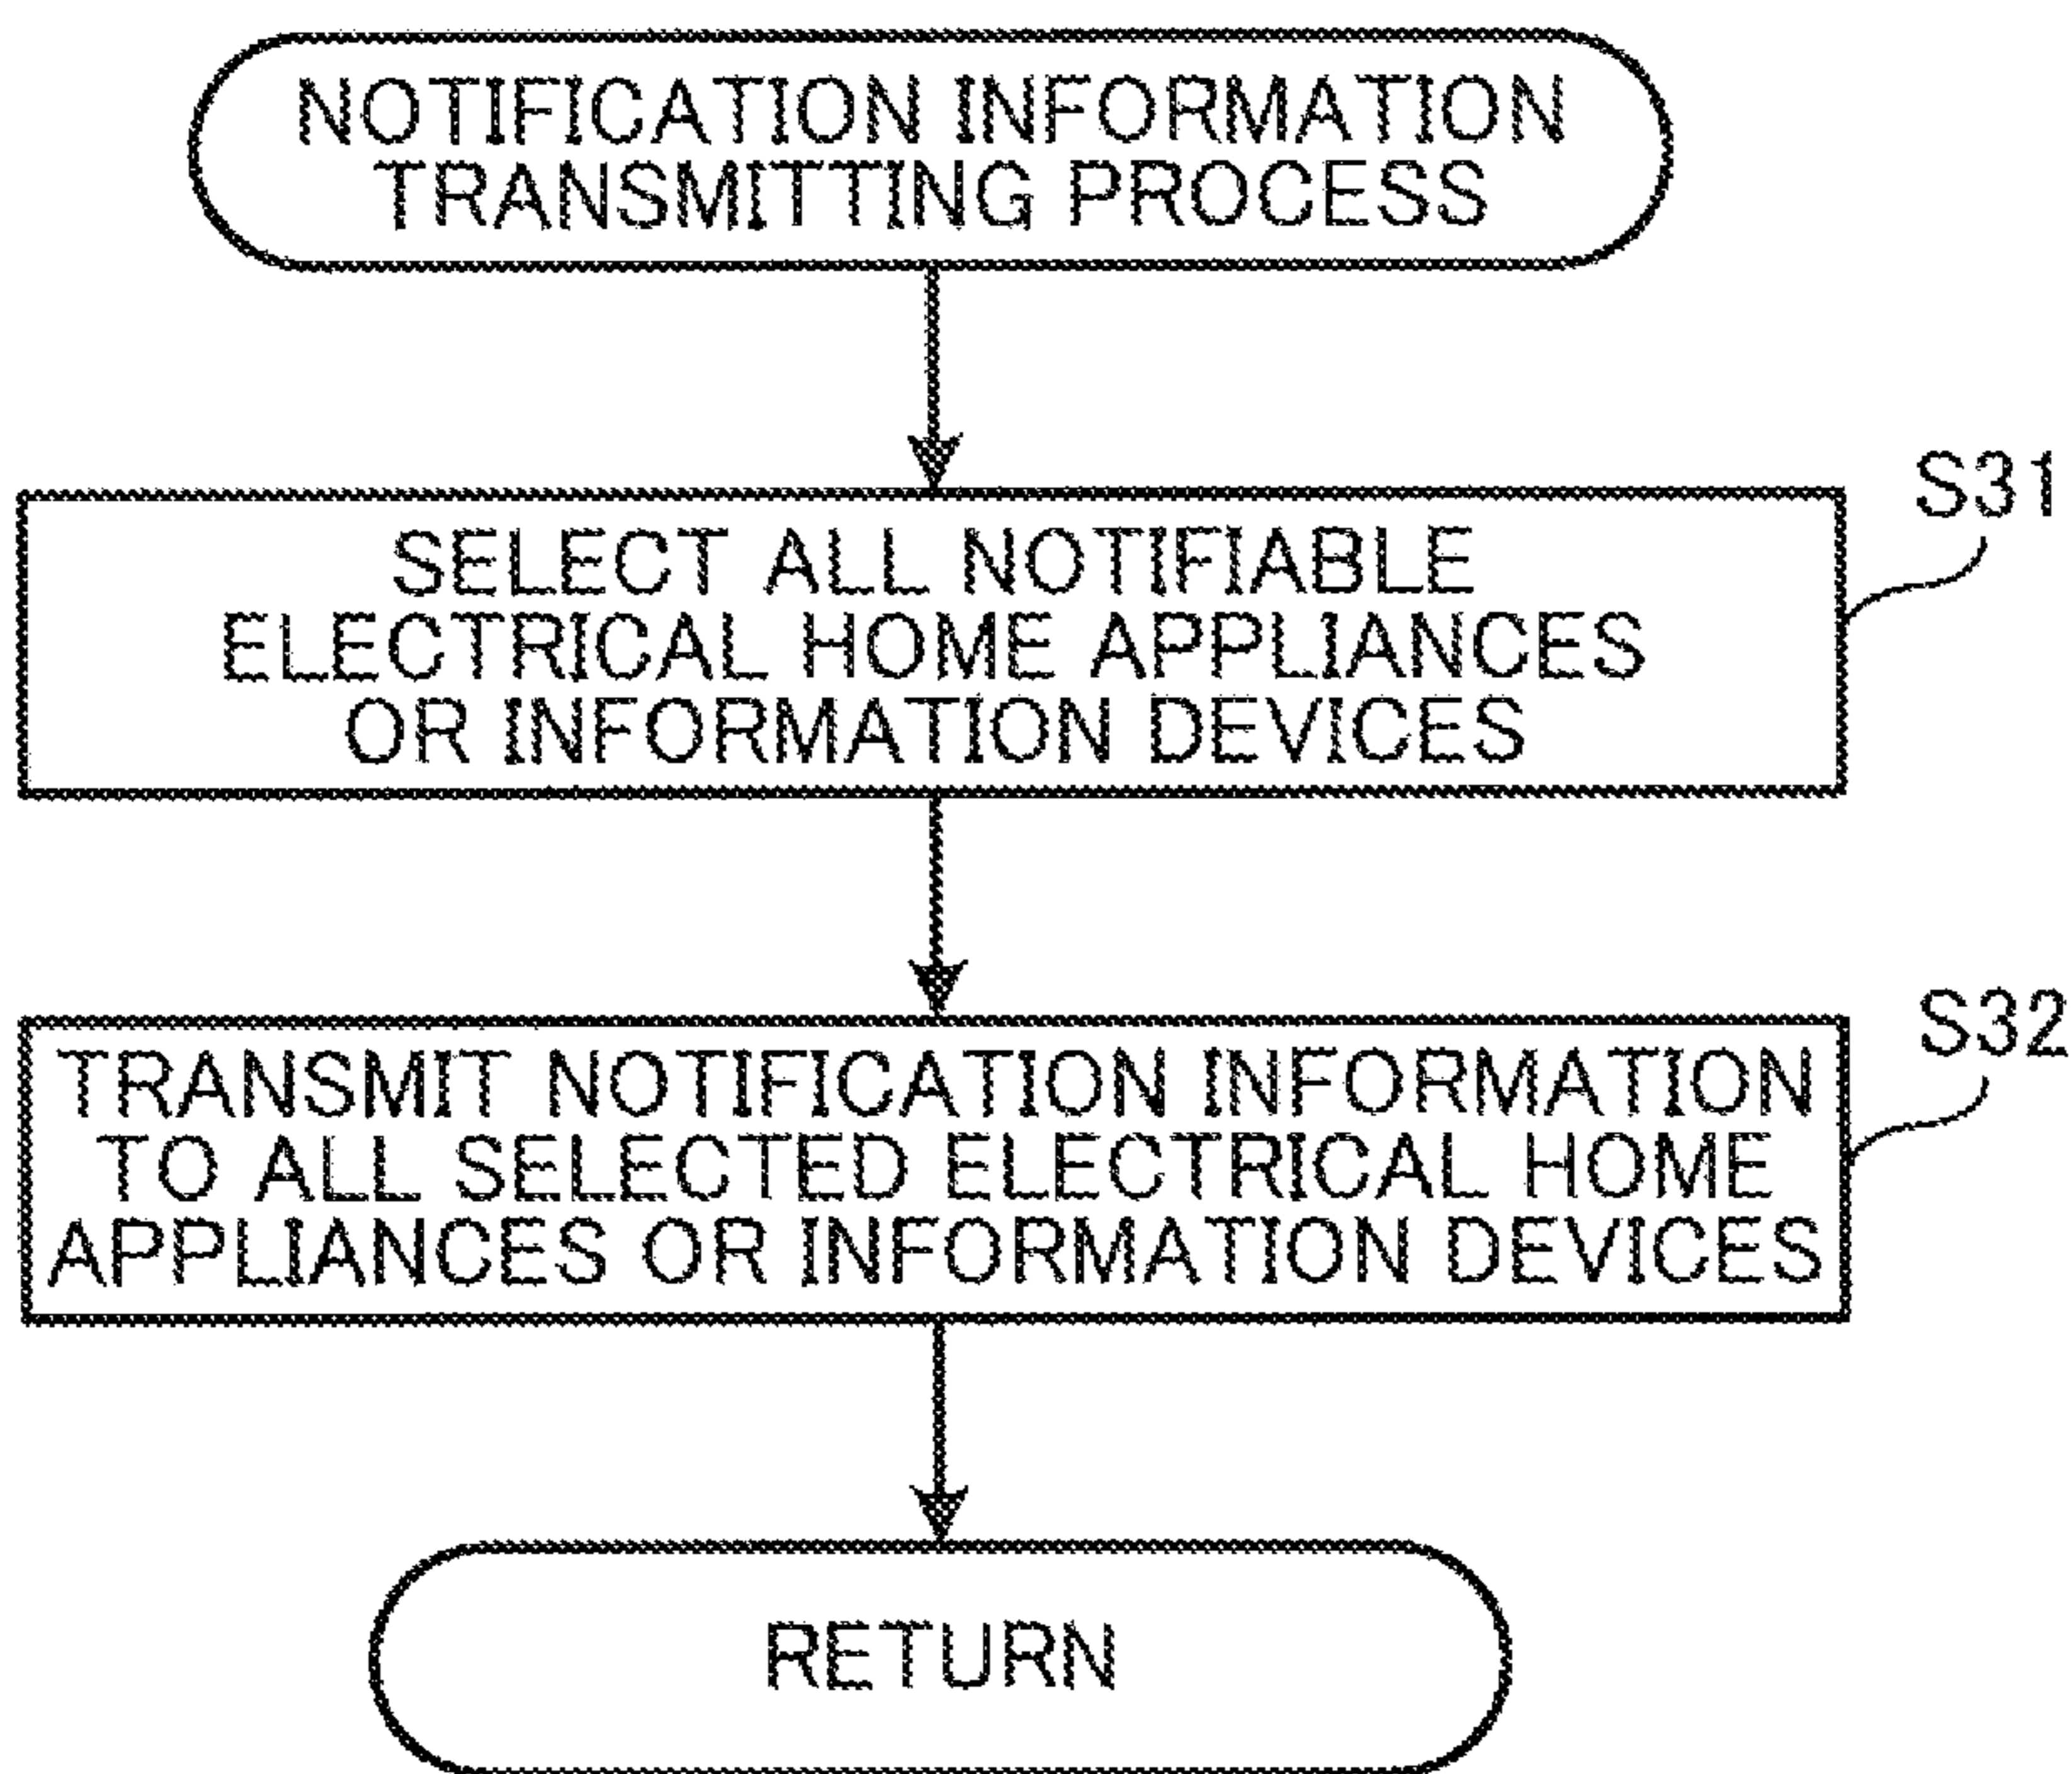 NOTIFICATION INFORMATION
TRANSMITTING PROCESS
S31
SELECT ALL NOTIFIABLE
ELECTRICAL HOME APPLIANCES
OR INFORMATION DEVICES
S32
TRANSMIT NOTIFICATION INFORMATION
TO ALL SELECTED ELECTRICAL HOME
APPLIANCES OR INFORMATION DEVICES
RETURN